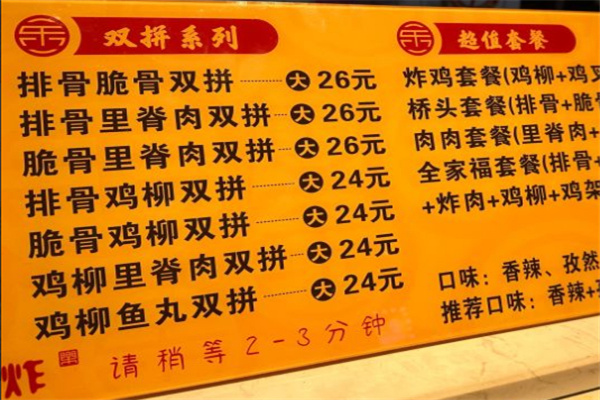 双拼系列
排骨脆骨双拼 大 26元
排骨里脊肉双拼 大 26元
脆骨里脊肉双拼 大 26元
排骨鸡柳双拼 大 24元
脆骨鸡柳双拼 大 24元
鸡柳里脊肉双拼 大 24元
鸡柳鱼丸双拼 大 24元
请稍等2-3分钟
炸
超值套餐
炸鸡套餐(鸡柳+鸡叉
桥头套餐(排骨+脆骨
肉肉套餐(里脊肉+
全家福套餐(排骨+
+炸肉+鸡柳+鸡架
口味：香辣、孜然
推荐口味：香辣+孜